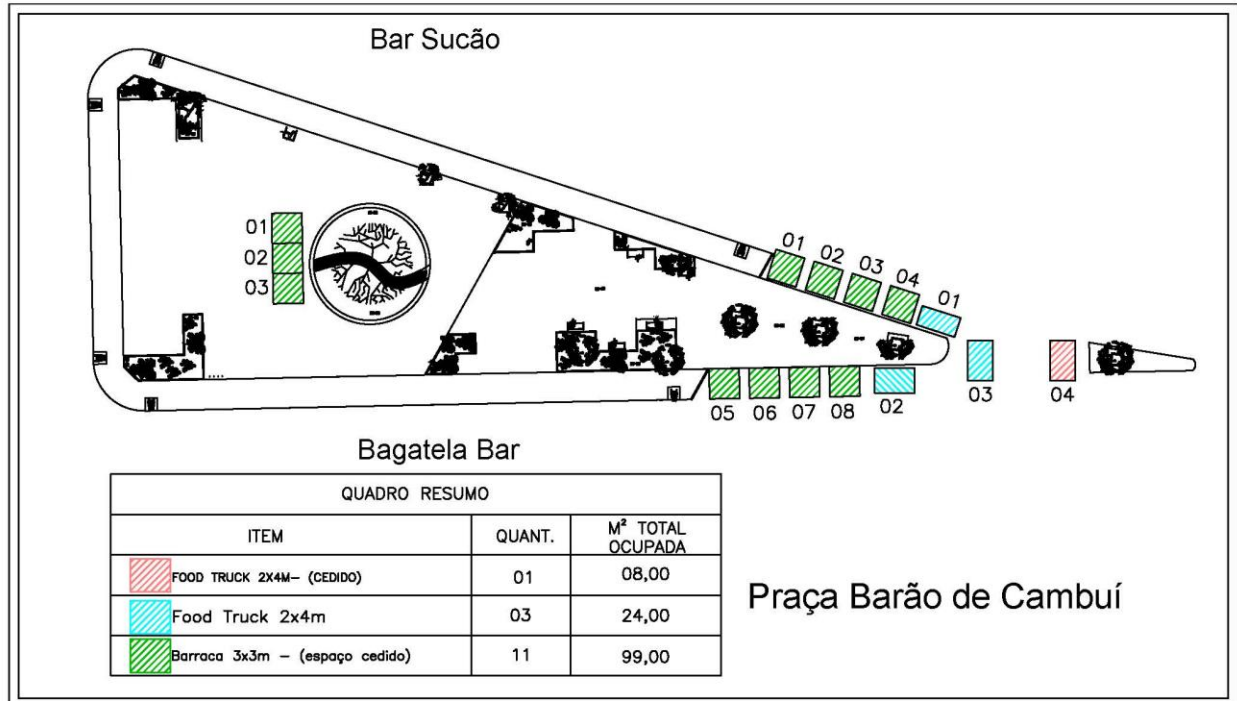 Bar Sucão
01
02
03
01
02
03
04
01
05
06
07
08
02
03
04
Bagatela Bar
QUADRO RESUMO
ITEM QUANT. M² TOTAL OCUPADA
FOOD TRUCK 2X4M- (CEDIDO) 01 08,00
Food Truck 2x4m 03 24,00
Barraca 3x3m - (espaço cedido) 11 99,00
Praça Barão de Cambuí